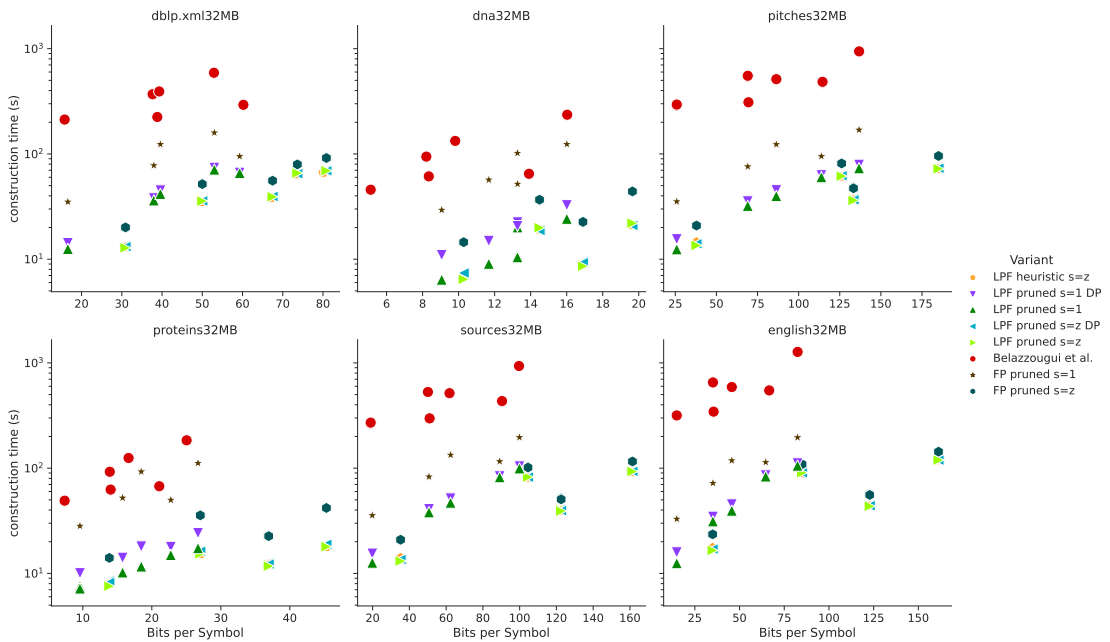 dblp.xml32MB
dna32MB
pitches32MB
construction time (s)
10³
10²
10¹
20 30 40 50 60 70 80
6 8 10 12 14 16 18 20
25 50 75 100 125 150 175
Variant
LPF heuristic s=z
LPF pruned s=1 DP
LPF pruned s=1
LPF pruned s=z DP
LPF pruned s=z
Belazzougui et al.
FP pruned s=1
FP pruned s=z
proteins32MB
sources32MB
english32MB
construction time (s)
10³
10²
10¹
10 20 30 40
20 40 60 80 100 120 140 160
25 50 75 100 125 150
Bits per Symbol
Bits per Symbol
Bits per Symbol